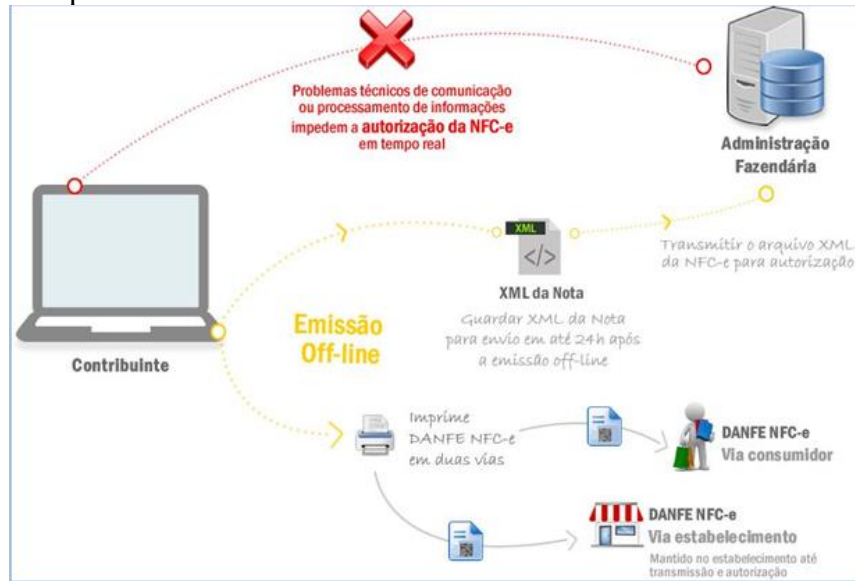 Problemas técnicos de comunicação
ou processamento de informações
impedem a autorização da NFC-e
em tempo real
Administração
Fazendária
XML
</>
Transmitir o arquivo XML
da NFC-e para autorização
XML da Nota
Guardar XML da Nota
para envio em até 24h após
a emissão off-line
Emissão
Off-line
Contribuinte
Imprime
DANFE NFC-e
em duas vias
DANFE NFC-e
Via consumidor
DANFE NFC-e
Via estabelecimento
Mantido no estabelecimento até
transmissão e autorização